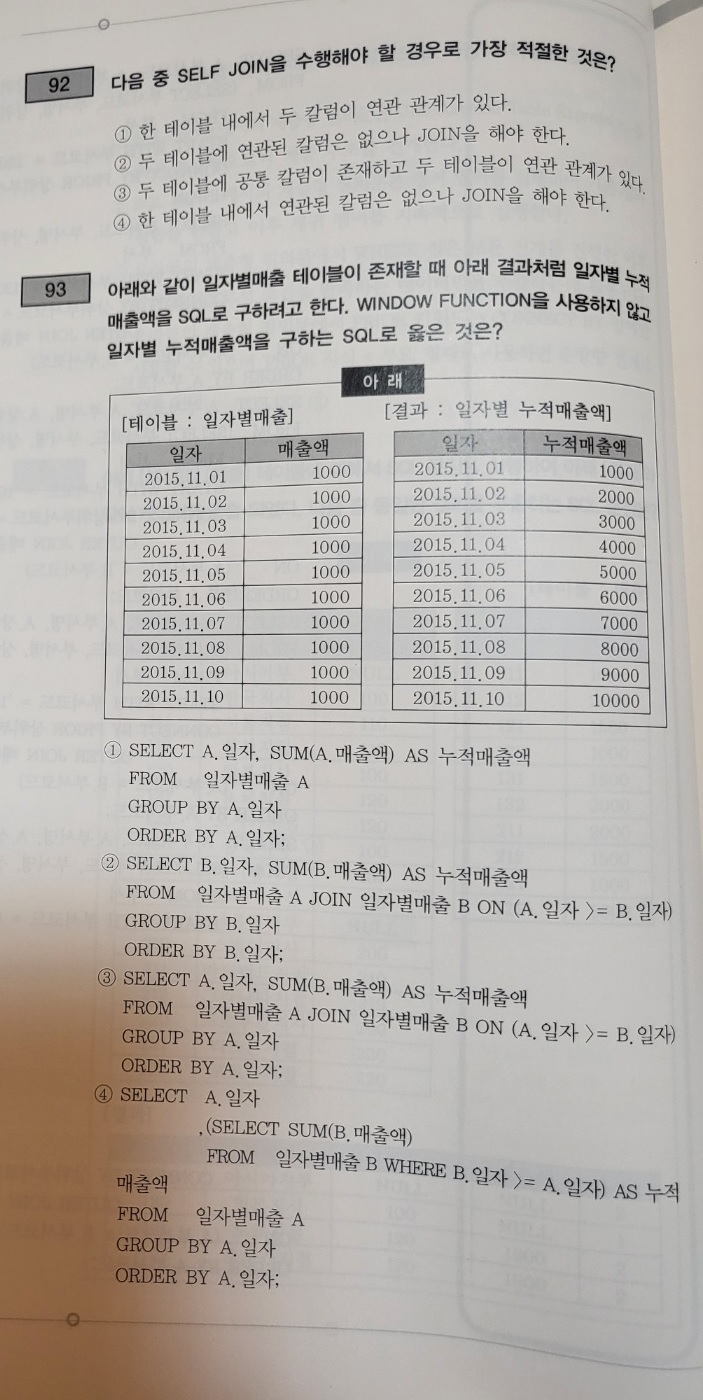 92 다음 중 SELF JOIN을 수행해야 할 경우로 가장 적절한 것은?
① 한 테이블 내에서 두 칼럼이 연관 관계가 있다.
② 두 테이블에 연관된 칼럼은 없으나 JOIN을 해야 한다.
③ 두 테이블에 공통 칼럼이 존재하고 두 테이블이 연관 관계가 있다.
④ 한 테이블 내에서 연관된 칼럼은 없으나 JOIN을 해야 한다.
93 아래와 같이 일자별매출 테이블이 존재할 때 아래 결과처럼 일자별 누적
매출액을 SQL로 구하려고 한다. WINDOW FUNCTION을 사용하지 않고
일자별 누적매출액을 구하는 SQL로 옳은 것은?
아 래
[테이블 : 일자별매출] [결과 : 일자별 누적매출액]
일자 매출액 일자 누적매출액
2015.11.01 1000 2015.11.01 1000
2015.11.02 1000 2015.11.02 2000
2015.11.03 1000 2015.11.03 3000
2015.11.04 1000 2015.11.04 4000
2015.11.05 1000 2015.11.05 5000
2015.11.06 1000 2015.11.06 6000
2015.11.07 1000 2015.11.07 7000
2015.11.08 1000 2015.11.08 8000
2015.11.09 1000 2015.11.09 9000
2015.11.10 1000 2015.11.10 10000
① SELECT A.일자, SUM(A.매출액) AS 누적매출액
FROM 일자별매출 A
GROUP BY A.일자
ORDER BY A.일자;
② SELECT B.일자, SUM(B.매출액) AS 누적매출액
FROM 일자별매출 A JOIN 일자별매출 B ON (A.일자 >= B.일자)
GROUP BY B.일자
ORDER BY B.일자;
③ SELECT A.일자, SUM(B.매출액) AS 누적매출액
FROM 일자별매출 A JOIN 일자별매출 B ON (A.일자 >= B.일자)
GROUP BY A.일자
ORDER BY A.일자;
④ SELECT A.일자
,(SELECT SUM(B.매출액)
FROM 일자별매출 B WHERE B.일자 >= A.일자) AS 누적
매출액
FROM 일자별매출 A
GROUP BY A.일자
ORDER BY A.일자;